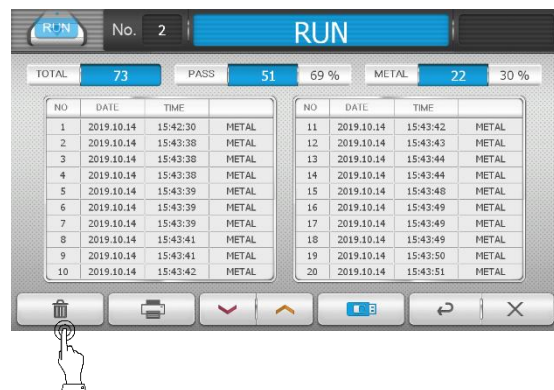 RUN No. 2 RUN
TOTAL 73 PASS 51 69 % METAL 22 30 %
NO DATE TIME NO DATE TIME
1 2019.10.14 15:42:30 METAL 11 2019.10.14 15:43:42 METAL
2 2019.10.14 15:43:38 METAL 12 2019.10.14 15:43:43 METAL
3 2019.10.14 15:43:38 METAL 13 2019.10.14 15:43:44 METAL
4 2019.10.14 15:43:38 METAL 14 2019.10.14 15:43:44 METAL
5 2019.10.14 15:43:39 METAL 15 2019.10.14 15:43:48 METAL
6 2019.10.14 15:43:39 METAL 16 2019.10.14 15:43:49 METAL
7 2019.10.14 15:43:39 METAL 17 2019.10.14 15:43:49 METAL
8 2019.10.14 15:43:41 METAL 18 2019.10.14 15:43:49 METAL
9 2019.10.14 15:43:41 METAL 19 2019.10.14 15:43:50 METAL
10 2019.10.14 15:43:42 METAL 20 2019.10.14 15:43:51 METAL